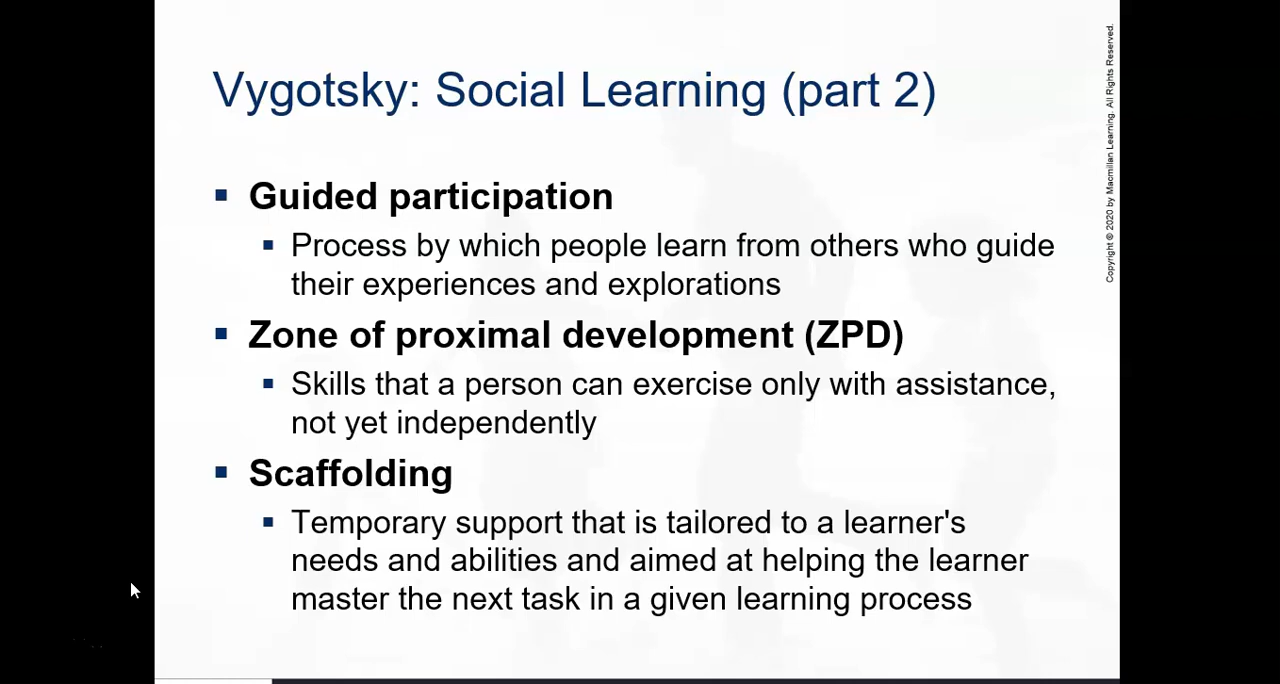 Vygotsky: Social Learning (part 2)
▪ Guided participation
▪ Process by which people learn from others who guide
their experiences and explorations
▪ Zone of proximal development (ZPD)
▪ Skills that a person can exercise only with assistance,
not yet independently
▪ Scaffolding
▪ Temporary support that is tailored to a learner's
needs and abilities and aimed at helping the learner
master the next task in a given learning process
Copyright © 2020 by Macmillan Learning. All Rights Reserved.